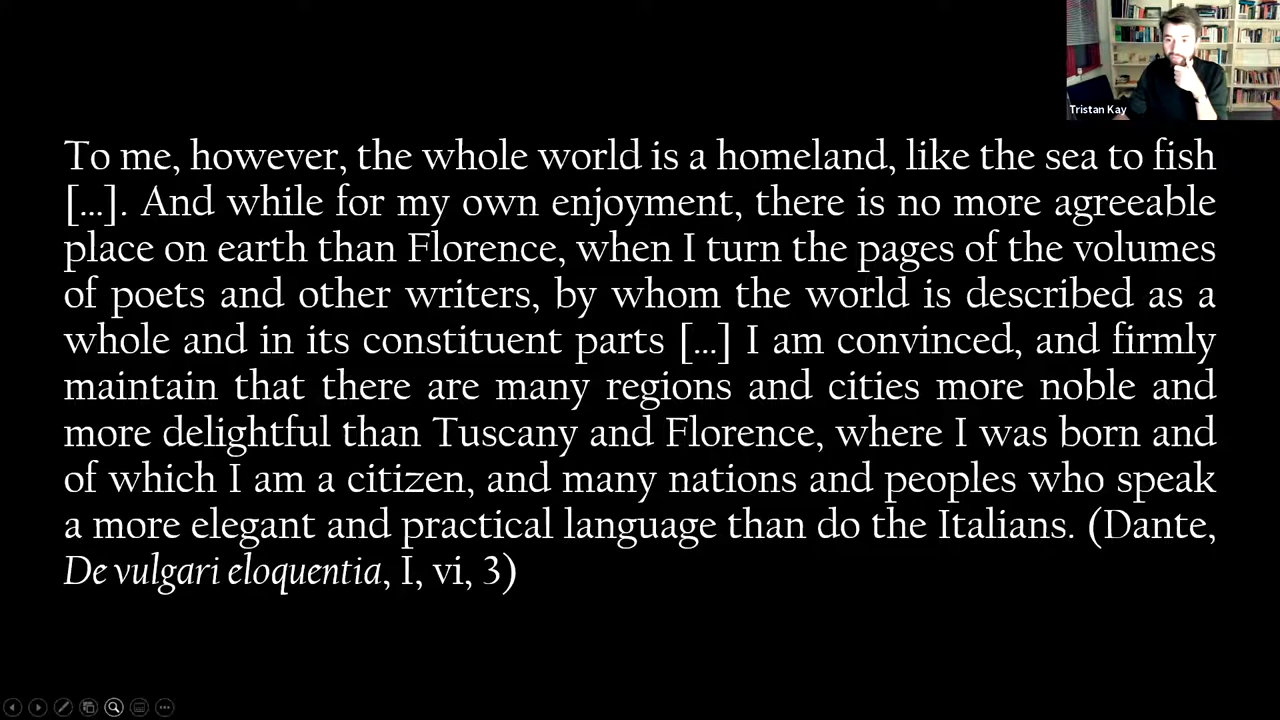 Tristan Kay
To me, however, the whole world is a homeland, like the sea to fish
[...]. And while for my own enjoyment, there is no more agreeable
place on earth than Florence, when I turn the pages of the volumes
of poets and other writers, by whom the world is described as a
whole and in its constituent parts [...] I am convinced, and firmly
maintain that there are many regions and cities more noble and
more delightful than Tuscany and Florence, where I was born and
of which I am a citizen, and many nations and peoples who speak
a more elegant and practical language than do the Italians. (Dante,
De vulgari eloquentia, I, vi, 3)